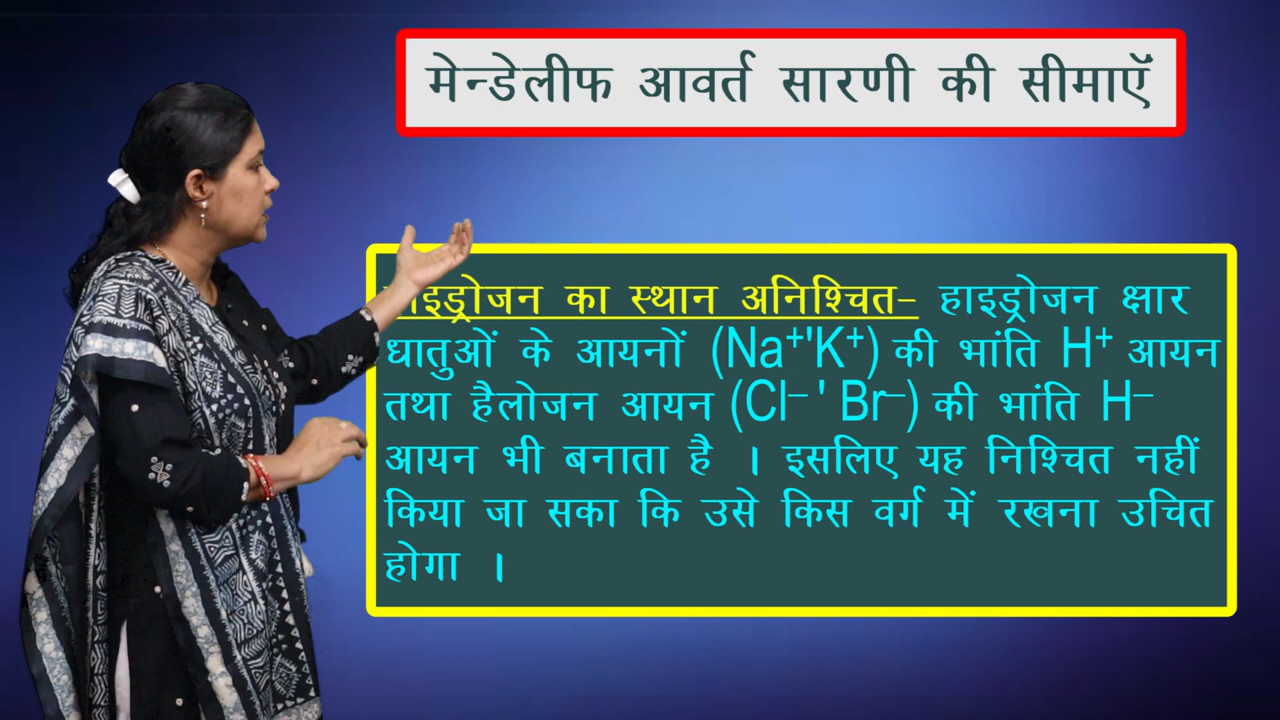 मेन्डेलीफ आवर्त सारणी की सीमाएॅं
हाइड्रोजन का स्थान अनिश्चित– हाइड्रोजन क्षार
धातुओं के आयनों (Na⁺'K⁺) की भांति H⁺ आयन
तथा हैलोजन आयन (Cl⁻ ' Br⁻) की भांति H⁻
आयन भी बनाता है । इसलिए यह निश्चित नहीं
किया जा सका कि उसे किस वर्ग में रखना उचित
होगा ।